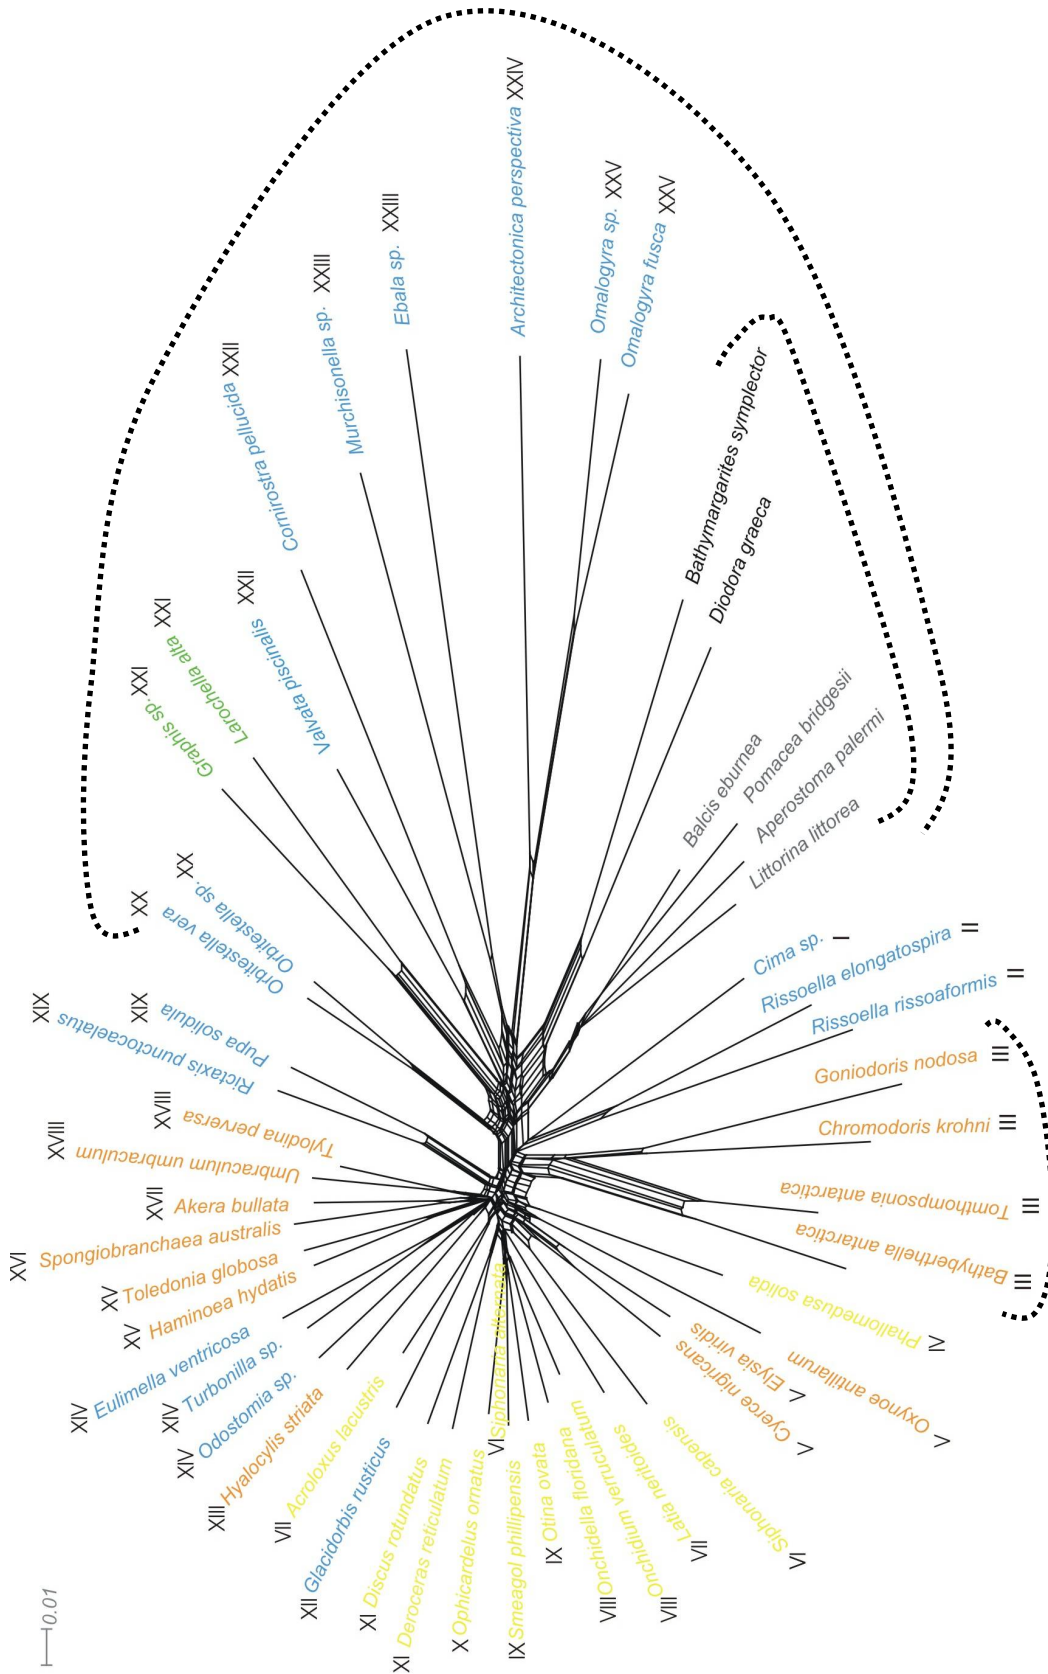 Architectonica perspectiva XXIV
Omalogyra sp. XXV
Omalogyra fusca XXV
Bathymargarites symplector
Diodora graeca
Balcis eburnea
Pomacea bridgesii
Aperostoma palermi
Littorina littorea
Cima sp. I
Rissoella elongatospira II
Rissoella rissoaformis II
Goniodoris nodosa III
Chromodoris krohni III
Tomthompsonia antarctica III
Bathyberthella antarctica III
Phallomedusa solida IV
Oxynoe antillarum V
Elysia viridis V
Cyerce nigricans V
Siphonaria capensis VI
Latia neritoides VII
Onchidium verruculatum VIII
Onchidella floridana VIII
Otina ovata IX
Smeagol phillipensis IX
Siphonaria alternata VI
Ophicardelus ornatus X
Deroceras reticulatum XI
Discus rotundatus XI
Glacidorbis rusticus XII
Acroloxus lacustris VII
Hyalocylis striata XIII
Odostomia sp. XIV
Turbonilla sp. XIV
Eulimella ventricosa XIV
Haminoea hydatis XV
Toledonia globosa XV
Spongiobranchaea australis XVI
Akera bullata XVII
Umbraculum umbraculum XVIII
Tylodina perversa XVIII
Rictaxis punctocaelatus XIX
Pupa solidula XIX
Orbitestella vera XX
Orbitestella sp. XX
Graphis sp. XXI
Larochella alta XXI
Valvata piscinalis XXII
Cornirostra pellucida XXII
Murchisonella sp. XXIII
Ebala sp. XXIII
0.01